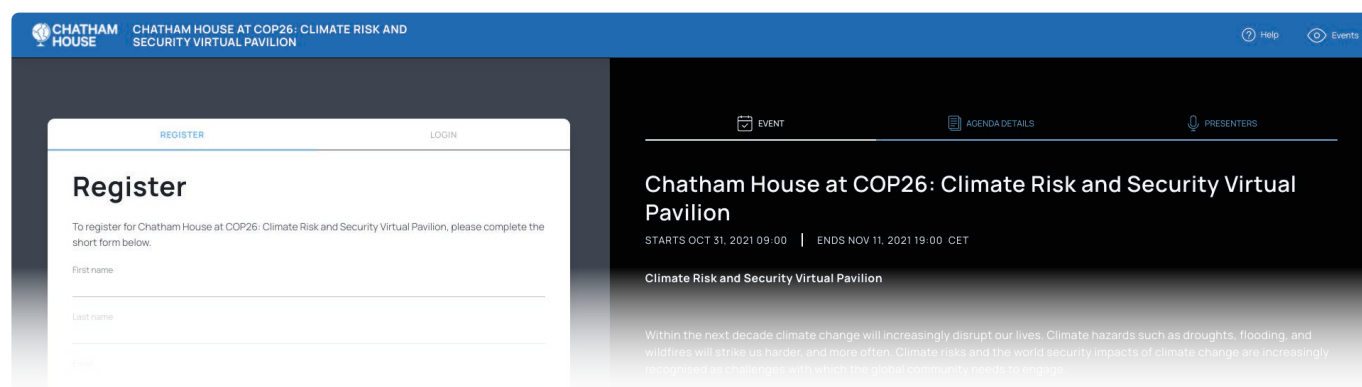 CHATHAM HOUSE
CHATHAM HOUSE AT COP26: CLIMATE RISK AND
SECURITY VIRTUAL PAVILION
Help
Events
REGISTER
LOGIN
Register
To register for Chatham House at COP26: Climate Risk and Security Virtual Pavilion, please complete the
short form below.
First name
Last name
EVENT
AGENDA DETAILS
PRESENTERS
Chatham House at COP26: Climate Risk and Security Virtual
Pavilion
STARTS OCT 31, 2021 09:00 | ENDS NOV 11, 2021 19:00 CET
Climate Risk and Security Virtual Pavilion
Within the next decade climate change will increasingly disrupt our lives. Climate hazards such as droughts, flooding, and
wildfires will strike us harder, and more often. Climate risks and the world security impacts of climate change are increasingly
recognised as challenges with which the global community needs to engage.